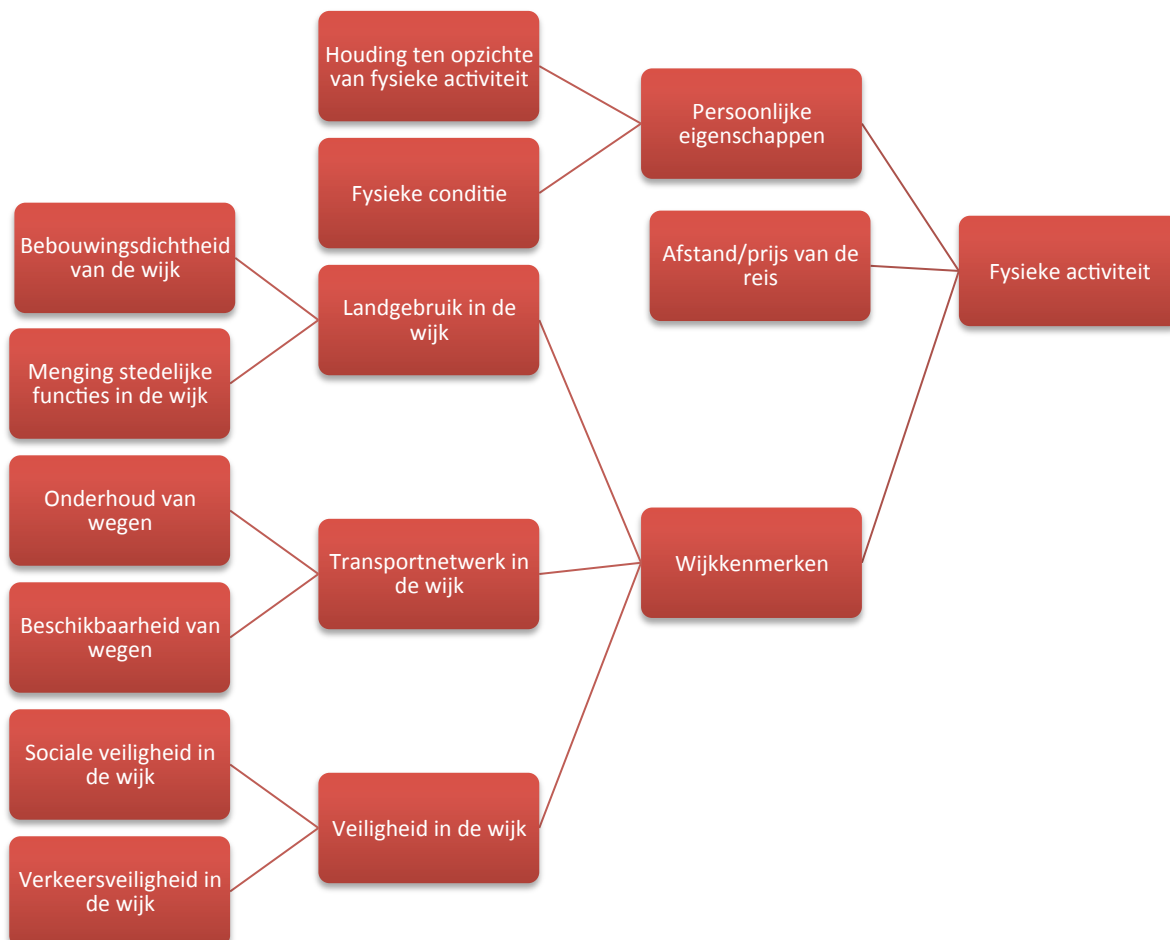 Houding ten opzichte
van fysieke activiteit
Persoonlijke
eigenschappen
Fysieke conditie
Bebouwingsdichtheid
van de wijk
Afstand/prijs van de
reis
Fysieke activiteit
Landgebruik in de
wijk
Menging stedelijke
functies in de wijk
Onderhoud van
wegen
Transportnetwerk in
de wijk
Wijkkenmerken
Beschikbaarheid van
wegen
Sociale veiligheid in
de wijk
Veiligheid in de wijk
Verkeersveiligheid in
de wijk